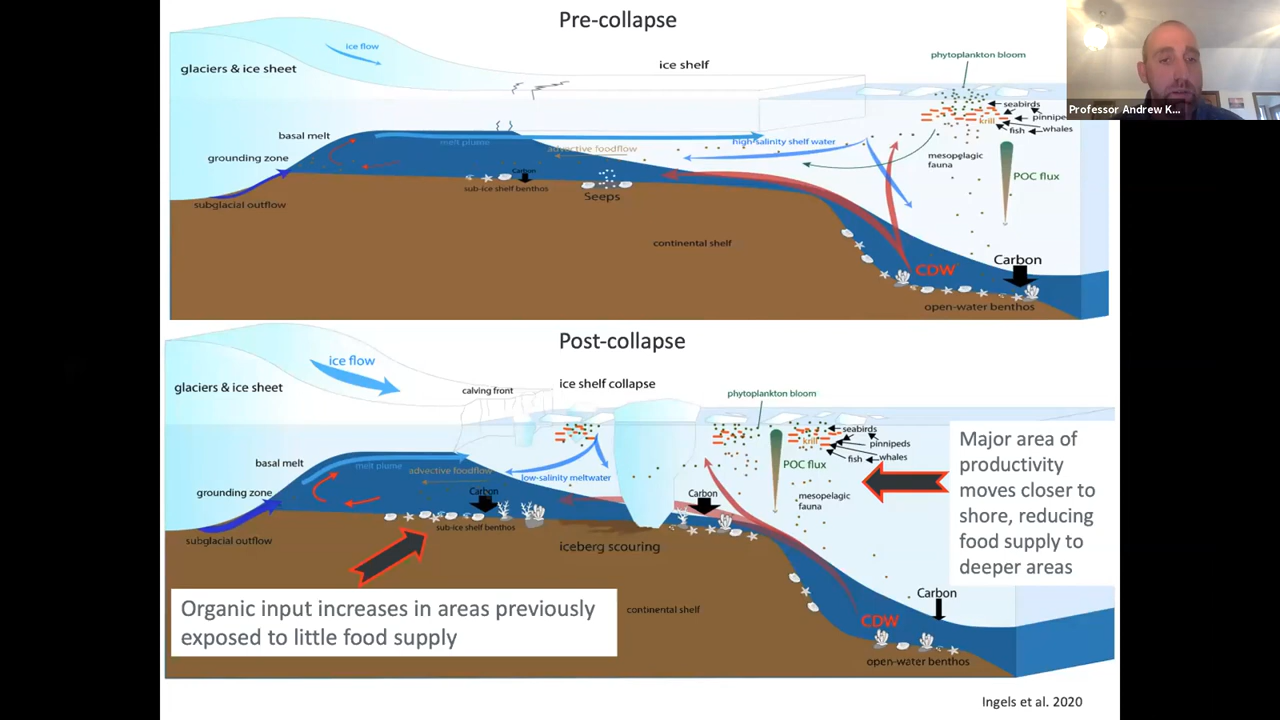 Pre-collapse
ice flow
glaciers & ice sheet
ice shelf
phytoplankton bloom
seabirds
krill
pinnipeds
fish
whales
Professor Andrew K...
basal melt
melt plume
high-salinity shelf water
advective foodflow
grounding zone
mesopelagic
fauna
POC flux
Carbon
sub-ice shelf benthos
Seeps
subglacial outflow
continental shelf
CDW
Carbon
open-water benthos
Post-collapse
ice flow
glaciers & ice sheet
calving front
ice shelf collapse
phytoplankton bloom
seabirds
krill
pinnipeds
fish
whales
Major area of
productivity
moves closer to
shore, reducing
food supply to
deeper areas
basal melt
melt plume
advective foodflow
low-salinity meltwater
POC flux
grounding zone
Carbon
Carbon
mesopelagic
fauna
sub-ice shelf benthos
subglacial outflow
iceberg scouring
Organic input increases in areas previously
exposed to little food supply
continental shelf
Carbon
CDW
open-water benthos
Ingels et al. 2020